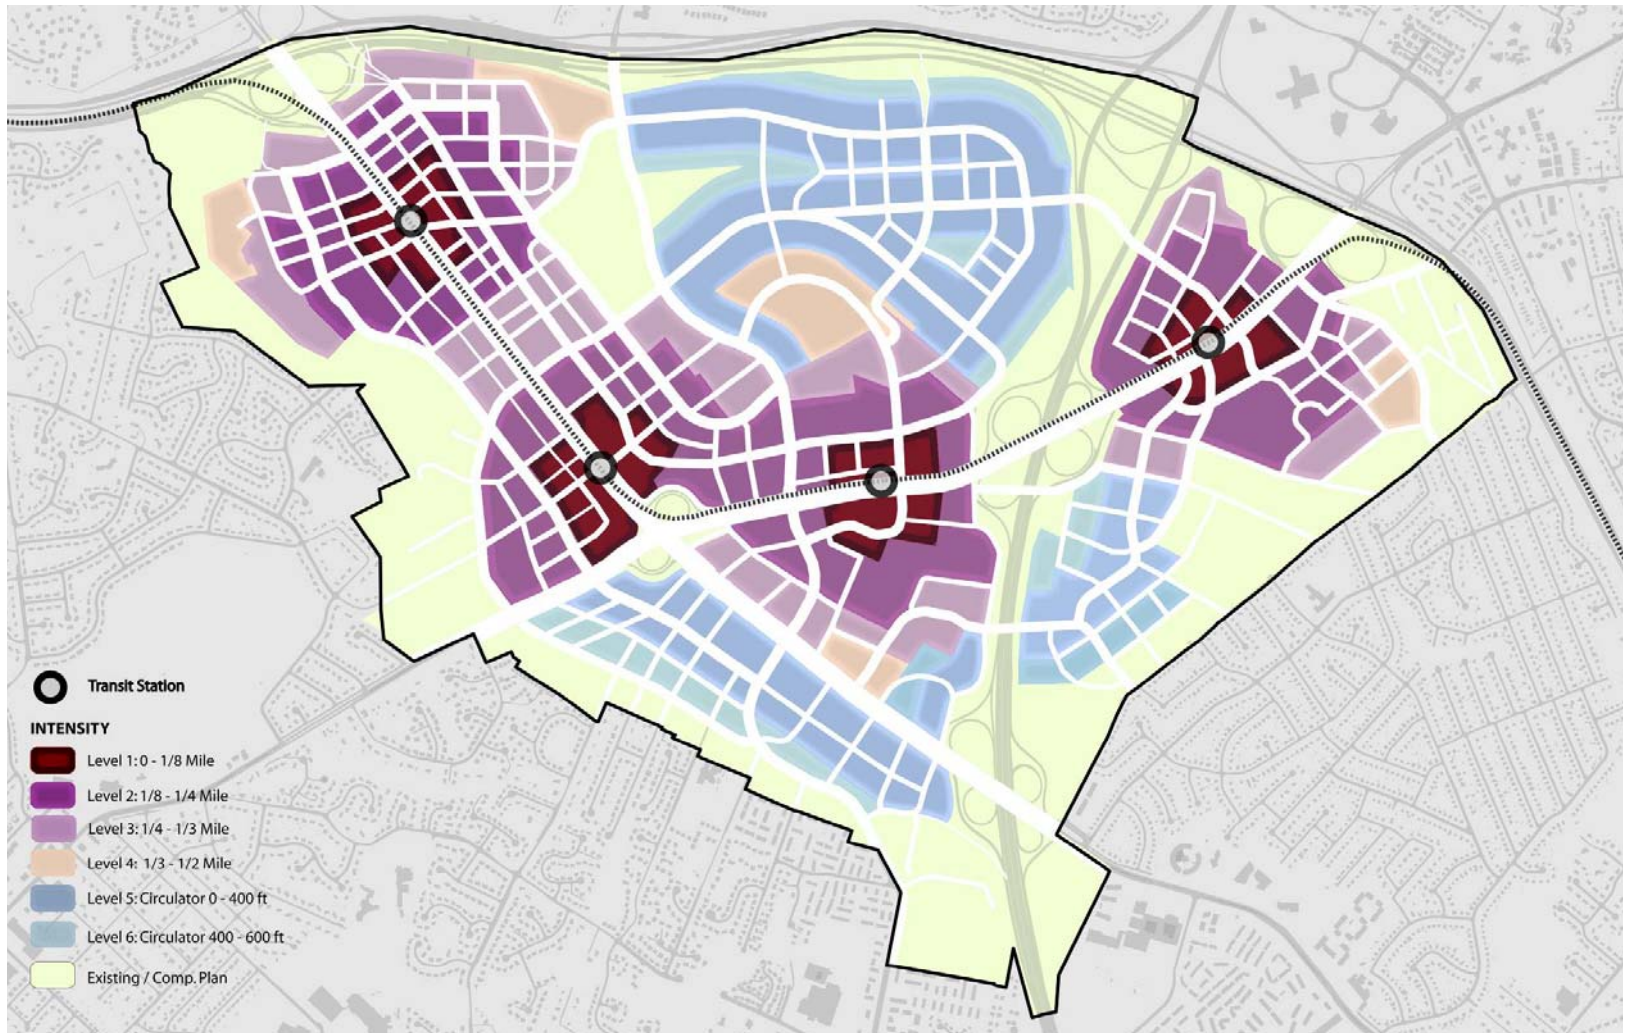 Transit Station
INTENSITY
Level 1: 0 - 1/8 Mile
Level 2: 1/8 - 1/4 Mile
Level 3: 1/4 - 1/3 Mile
Level 4: 1/3 - 1/2 Mile
Level 5: Circulator 0 - 400 ft
Level 6: Circulator 400 - 600 ft
Existing / Comp. Plan